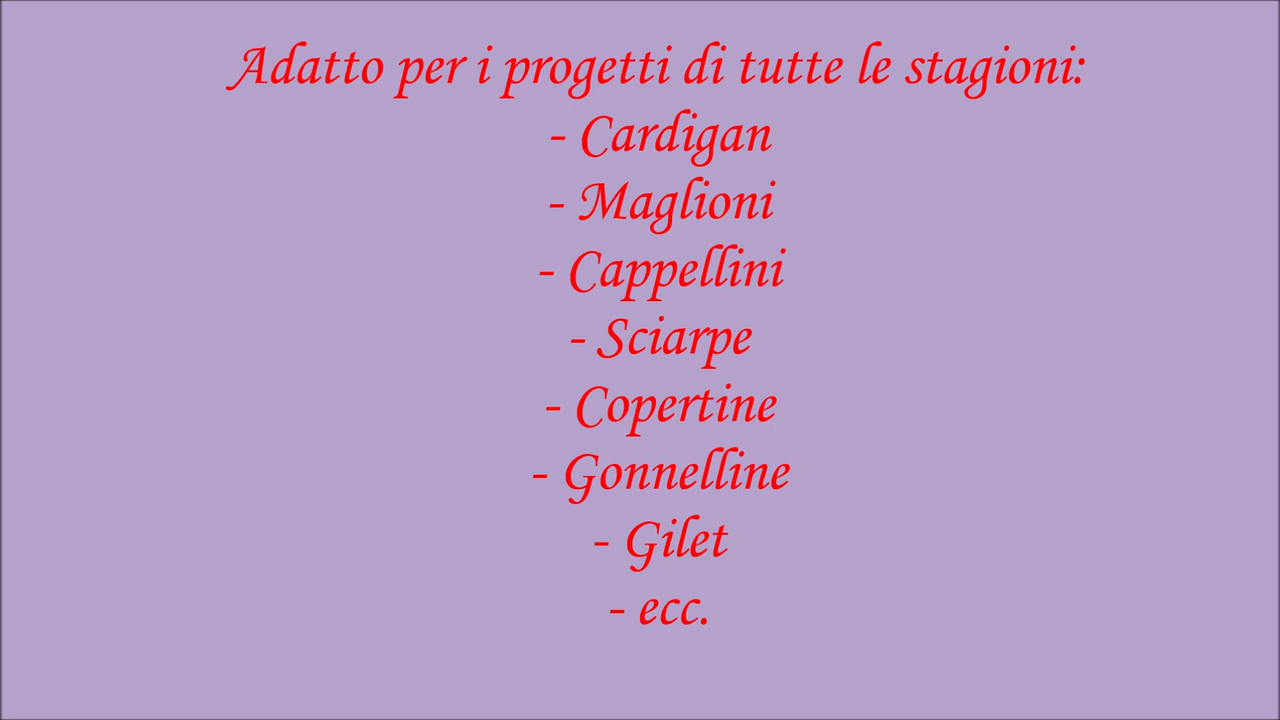 Adatto per i progetti di tutte le stagioni:
- Cardigan
- Maglioni
- Cappellini
- Sciarpe
- Copertine
- Gonnelline
- Gilet
- ecc.